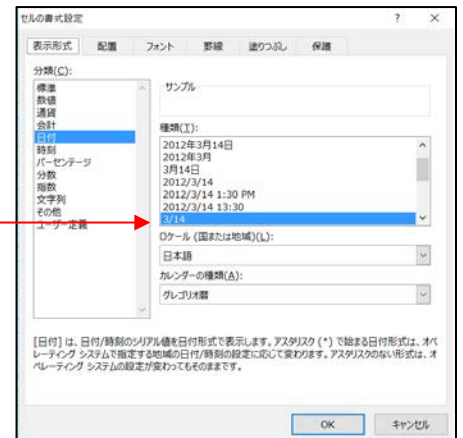 セルの書式設定 ? ×
表示形式 配置 フォント 罫線 塗りつぶし 保護
分類(C):
標準
数値
通貨
会計
日付
時刻
パーセンテージ
分数
指数
文字列
その他
ユーザー定義
サンプル
種類(T):
2012年3月14日
2012年3月
3月14日
2012/3/14
2012/3/14 1:30 PM
2012/3/14 13:30
3/14
ロケール (国または地域)(L):
日本語
カレンダーの種類(A):
グレゴリオ暦
[日付] は、日付/時刻のシリアル値を日付形式で表示します。アスタリスク (*) で始まる日付形式は、オペ
レーティング システムで指定する地域の日付/時刻の設定に応じて変わります。アスタリスクのない形式は、オ
ペレーティング システムの設定が変わってもそのままです。
OK キャンセル